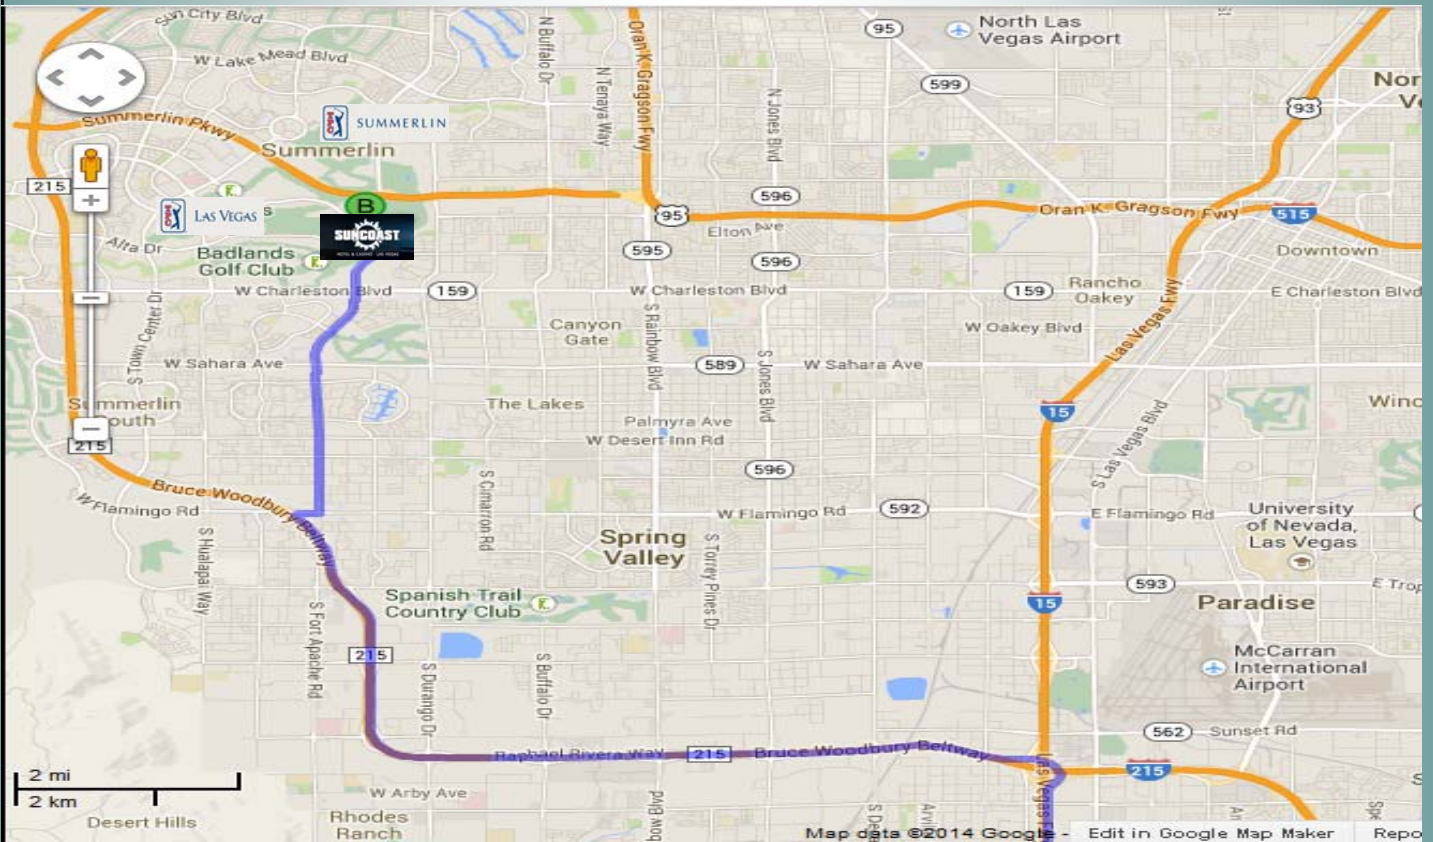 Sun City Blvd
W Lake Mead Blvd
N Buffalo Dr
N Tenaya Way
Oran K. Gragson Fwy
95
North Las
Vegas Airport
599
N Jones Blvd
93
Summerlin Pkwy
SUMMERLIN
Summerlin
215
B
596
95
Oran K. Gragson Fwy
515
LAS VEGAS
s
SUNCOAST
HOTEL & CASINO · LAS VEGAS
Alta Dr
Badlands
Golf Club
595
Elton Ave
596
Downtown
W Charleston Blvd
159
W Charleston Blvd
159
Rancho
Oakey
E Charleston Blvd
S Town Center Dr
Canyon
Gate
S Rainbow Blvd
W Oakey Blvd
Las Vegas Fwy
W Sahara Ave
589
S Jones Blvd
W Sahara Ave
The Lakes
15
Palmyra Ave
W Desert Inn Rd
215
596
S Las Vegas Blvd
Bruce Woodbury Beltway
W Flamingo Rd
S Cimarron Rd
W Flamingo Rd
592
E Flamingo Rd
University
of Nevada,
Las Vegas
S Hualapai Way
Spring
Valley
S Torrey Pines Dr
593
E Trop
Spanish Trail
Country Club
15
Paradise
S Fort Apache Rd
215
S Durango Dr
S Buffalo Dr
McCarran
International
Airport
562
Sunset Rd
Raphael Rivera Way
215
Bruce Woodbury Beltway
215
2 mi
2 km
W Arby Ave
Desert Hills
Rhodes
Ranch
Map data ©2014 Google -
Edit in Google Map Maker
Repo